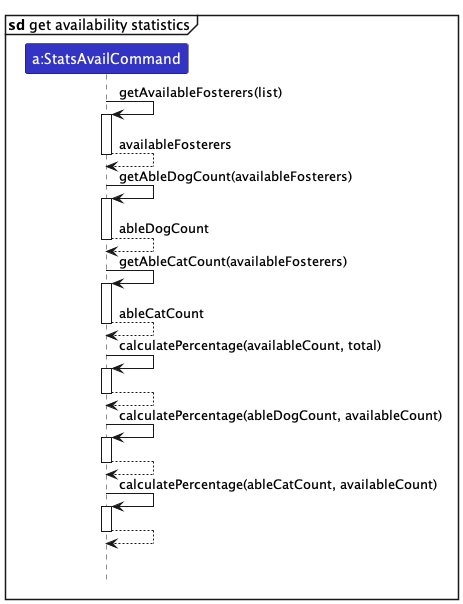 sd get availability statistics
a:StatsAvailCommand
getAvailableFosterers(list)
availableFosterers
getAbleDogCount(availableFosterers)
ableDogCount
getAbleCatCount(availableFosterers)
ableCatCount
calculatePercentage(availableCount, total)
calculatePercentage(ableDogCount, availableCount)
calculatePercentage(ableCatCount, availableCount)